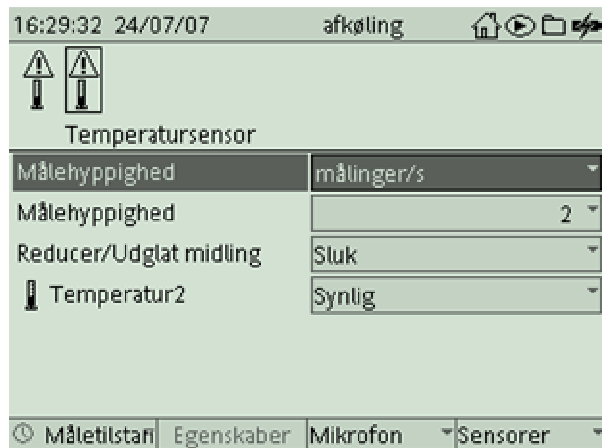 16:29:32 24/07/07 afkøling
Temperatursensor
Målehyppighed målinger/s
Målehyppighed 2
Reducer/Udglat midling Sluk
Temperatur2 Synlig
Egenskaber Mikrofon Sensorer